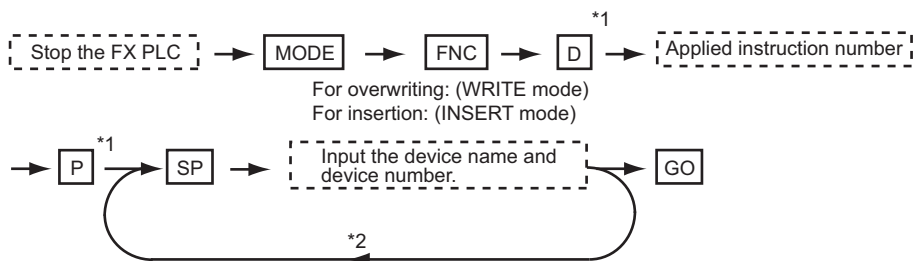 *1
Stop the FX PLC MODE FNC D Applied instruction number
For overwriting: (WRITE mode)
For insertion: (INSERT mode)
*1
P SP Input the device name and GO
device number.
*2